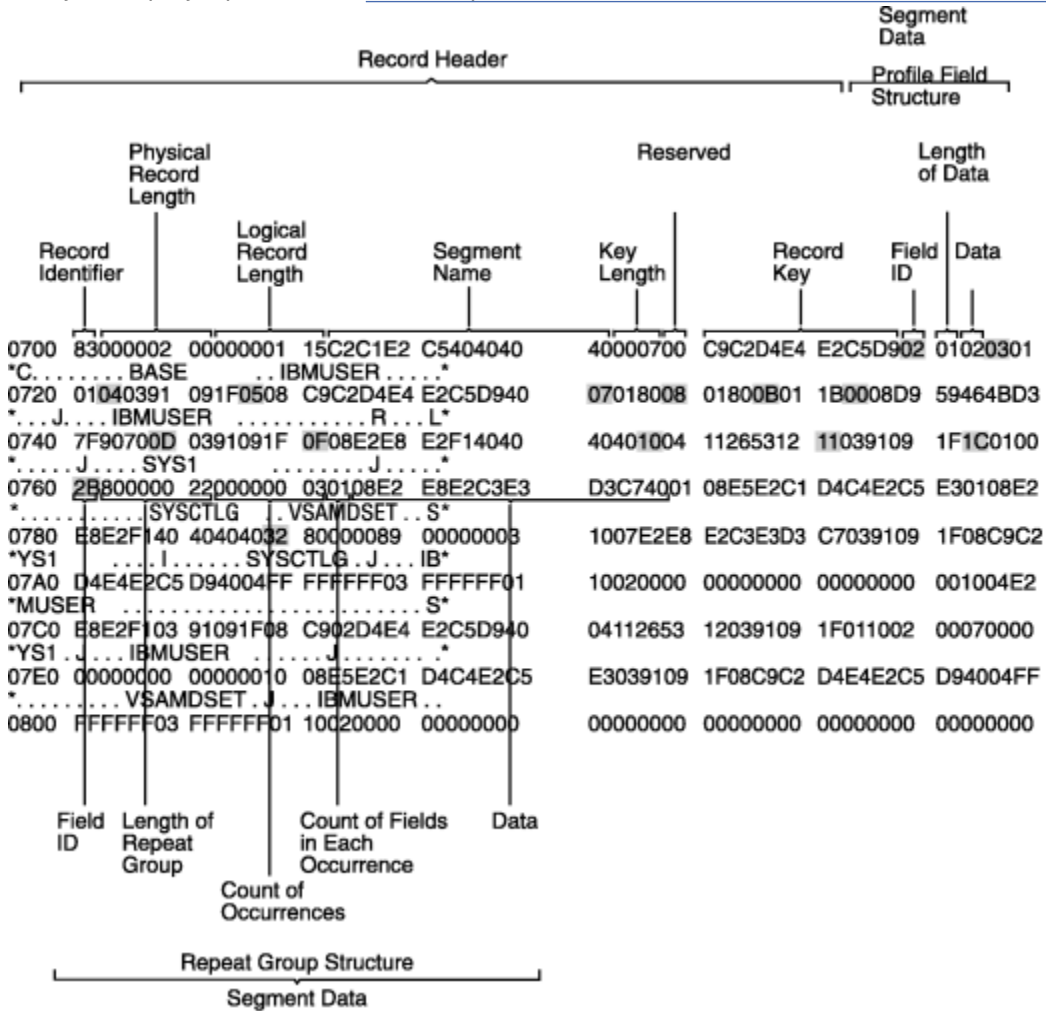 Segment
Data
Record Header
Profile Field
Structure
Physical
Record
Length
Reserved
Length
of Data
Logical
Record
Length
Record
Identifier
Segment
Name
Key
Length
Record
Key
Field
ID
Data
0700 83000002 00000001 15C2C1E2 C5404040 40000700 C9C2D4E4 E2C5D902 01020301
*C. . . . . . . . BASE . . IBMUSER . . . . .*
0720 01040391 091F0508 C9C2D4E4 E2C5D940 07018008 01800B01 1B0008D9 59464BD3
*. . . J. . . . IBMUSER . . . . . . . . . . . R . . L*
0740 7F90700D 0391091F 0F08E2E8 E2F14040 40401004 11265312 11039109 1F1C0100
*. . . . . J . . . . SYS1 . . . . . . . . . J . . . . .*
0760 2B800000 22000000 030108E2 E8E2C3E3 D3C74001 08E5E2C1 D4C4E2C5 E30108E2
*. . . . . . . . . . . . SYSCTLG . . VSAMDSET . . S*
0780 E8E2F140 40404032 80000089 00000003 1007E2E8 E2C3E3D3 C7039109 1F08C9C2
*YS1 . . . . I . . . . . . SYSCTLG . J . . . IB*
07A0 D4E4E2C5 D94004FF FFFFFF03 FFFFFF01 10020000 00000000 00000000 001004E2
*MUSER . . . . . . . . . . . . . . . . . . . . . . . . . S*
07C0 E8E2F103 91091F08 C902D4E4 E2C5D940 04112653 12039109 1F011002 00070000
*YS1 . J . . . IBMUSER . . . . . . J . . . . . . . .*
07E0 00000000 00000010 08E5E2C1 D4C4E2C5 E3039109 1F08C9C2 D4E4E2C5 D94004FF
*. . . . . . . . . VSAMDSET . J . . . IBMUSER . .
0800 FFFFFF03 FFFFFF01 10020000 00000000 00000000 00000000 00000000 00000000
Field
ID
Length of
Repeat
Group
Count of Fields
in Each
Occurrence
Data
Count of
Occurrences
Repeat Group Structure
Segment Data